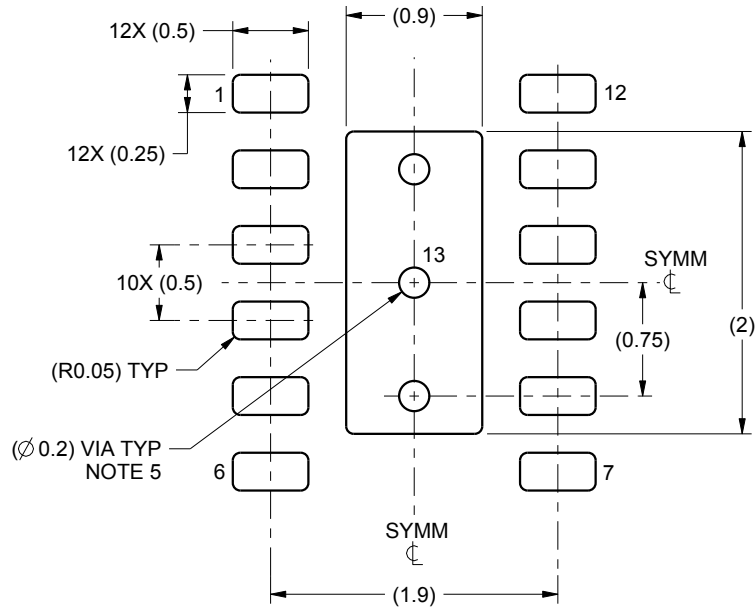 12X (0.5)
(0.9)
1
12
12X (0.25)
13
SYMM
℄
10X (0.5)
(0.75)
(2)
(R0.05) TYP
(∅ 0.2) VIA TYP
NOTE 5
6
7
SYMM
℄
(1.9)